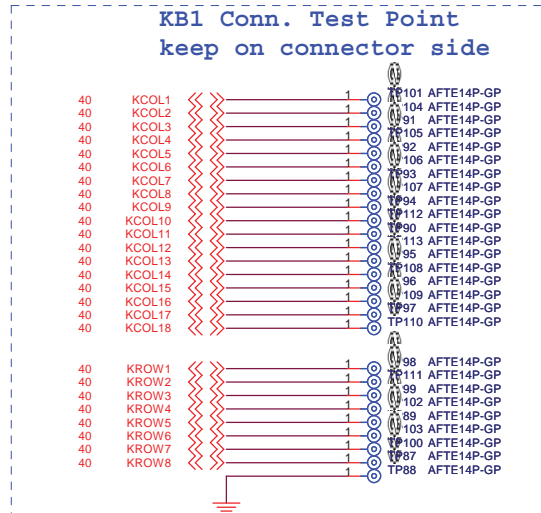 KB1 Conn. Test Point
keep on connector side
40 KCOL1 1 TP101 AFTE14P-GP
40 KCOL2 1 104 AFTE14P-GP
40 KCOL3 1 91 AFTE14P-GP
40 KCOL4 1 TP105 AFTE14P-GP
40 KCOL5 1 92 AFTE14P-GP
40 KCOL6 1 106 AFTE14P-GP
40 KCOL7 1 TP93 AFTE14P-GP
40 KCOL8 1 107 AFTE14P-GP
40 KCOL9 1 TP94 AFTE14P-GP
40 KCOL10 1 TP112 AFTE14P-GP
40 KCOL11 1 TP90 AFTE14P-GP
40 KCOL12 1 113 AFTE14P-GP
40 KCOL13 1 95 AFTE14P-GP
40 KCOL14 1 TP108 AFTE14P-GP
40 KCOL15 1 96 AFTE14P-GP
40 KCOL16 1 109 AFTE14P-GP
40 KCOL17 1 TP97 AFTE14P-GP
40 KCOL18 1 TP110 AFTE14P-GP
40 KROW1 1 98 AFTE14P-GP
40 KROW2 1 TP111 AFTE14P-GP
40 KROW3 1 99 AFTE14P-GP
40 KROW4 1 102 AFTE14P-GP
40 KROW5 1 89 AFTE14P-GP
40 KROW6 1 103 AFTE14P-GP
40 KROW7 1 TP100 AFTE14P-GP
40 KROW8 1 TP87 AFTE14P-GP
1 TP88 AFTE14P-GP